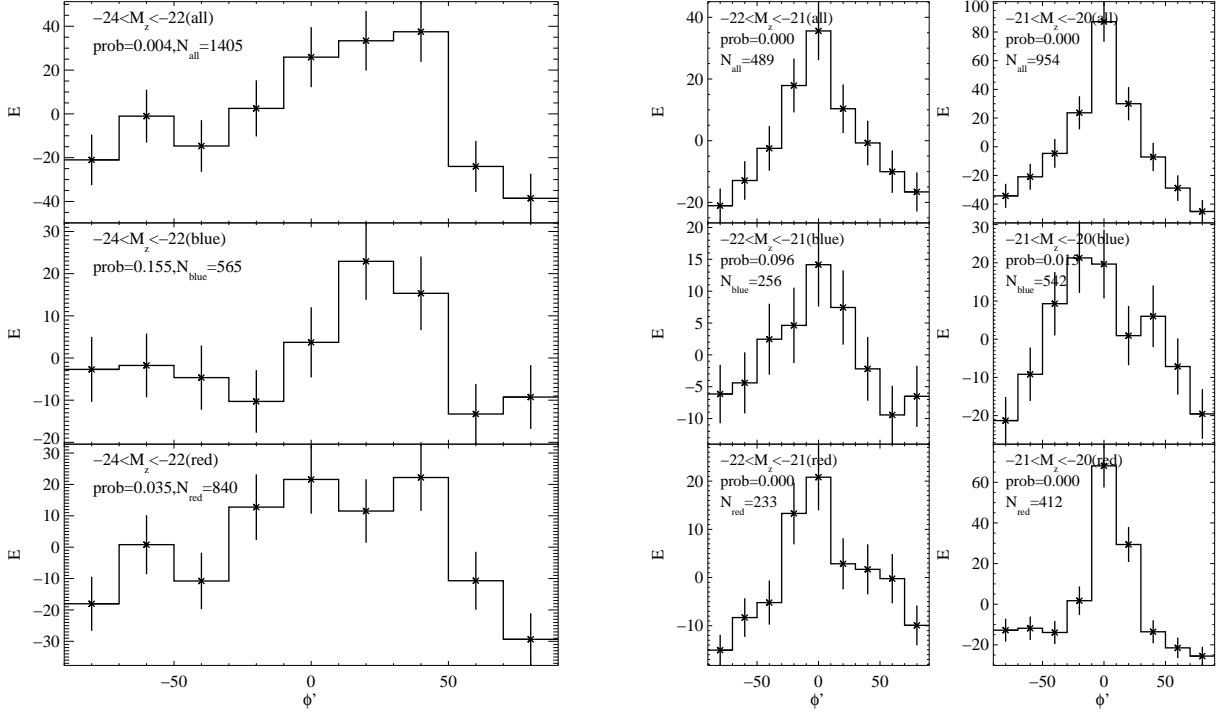 −24<M_z<−22(all)
prob=0.004,N_all=1405
E
40
20
0
−20
−40
−24<M_z<−22(blue)
prob=0.155,N_blue=565
E
30
20
10
0
−10
−20
−24<M_z<−22(red)
prob=0.035,N_red=840
E
30
20
10
0
−10
−20
−30
−50 0 50
ϕ’
−22<M_z<−21(all)
prob=0.000
N_all=489
E
40
20
0
−20
−22<M_z<−21(blue)
prob=0.096
N_blue=256
E
20
15
10
5
0
−5
−10
−22<M_z<−21(red)
prob=0.000
N_red=233
E
20
10
0
−10
−50 0 50
ϕ’
−21<M_z<−20(all)
prob=0.000
N_all=954
E
100
80
60
40
20
0
−20
−40
−21<M_z<−20(blue)
prob=0.015
N_blue=542
E
30
20
10
0
−10
−20
−21<M_z<−20(red)
prob=0.000
N_red=412
E
60
40
20
0
−20
−50 0 50
ϕ’